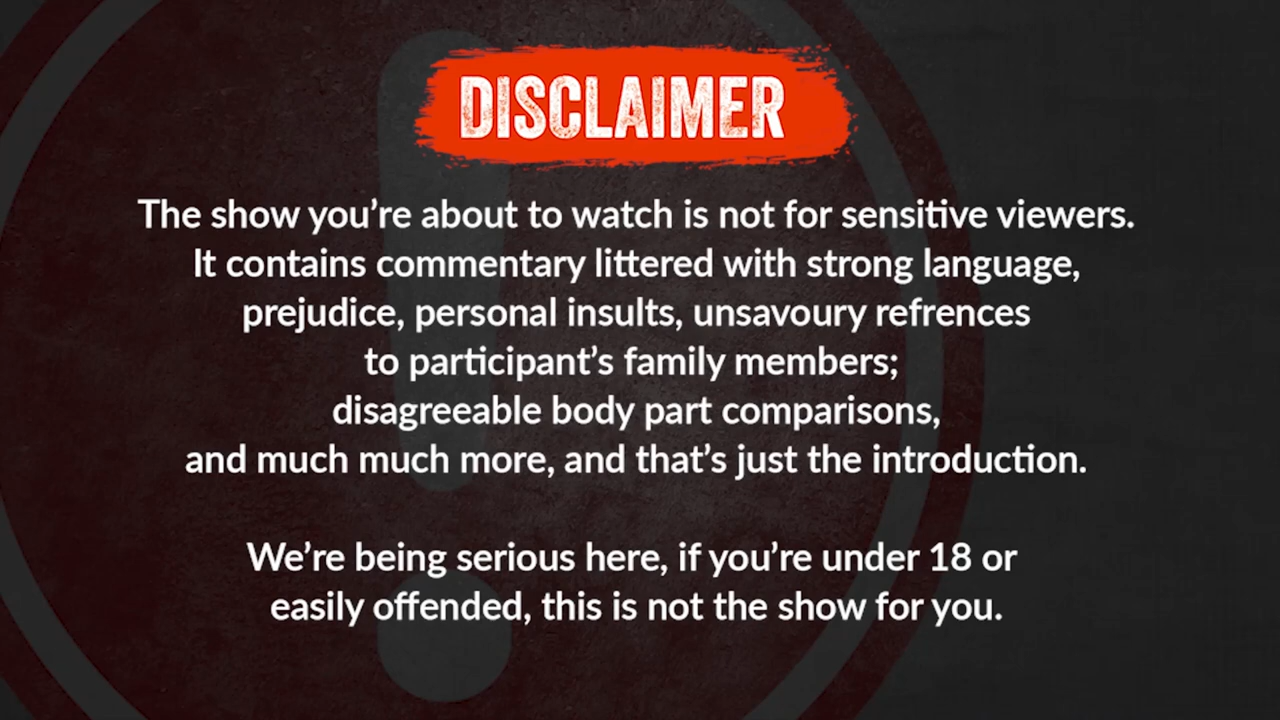 DISCLAIMER
The show you’re about to watch is not for sensitive viewers.
It contains commentary littered with strong language,
prejudice, personal insults, unsavoury refrences
to participant’s family members;
disagreeable body part comparisons,
and much much more, and that’s just the introduction.
We’re being serious here, if you’re under 18 or
easily offended, this is not the show for you.